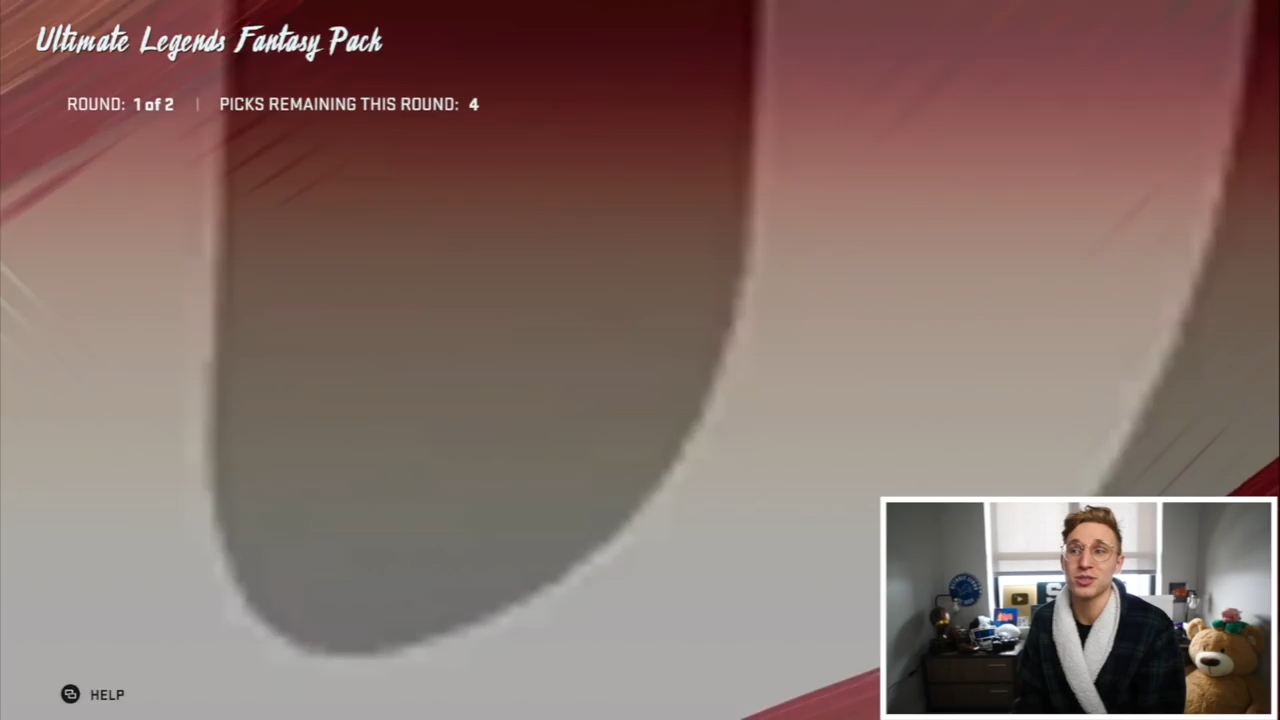 Ultimate Legends Fantasy Pack
ROUND: 1 of 2 | PICKS REMAINING THIS ROUND: 4
HELP